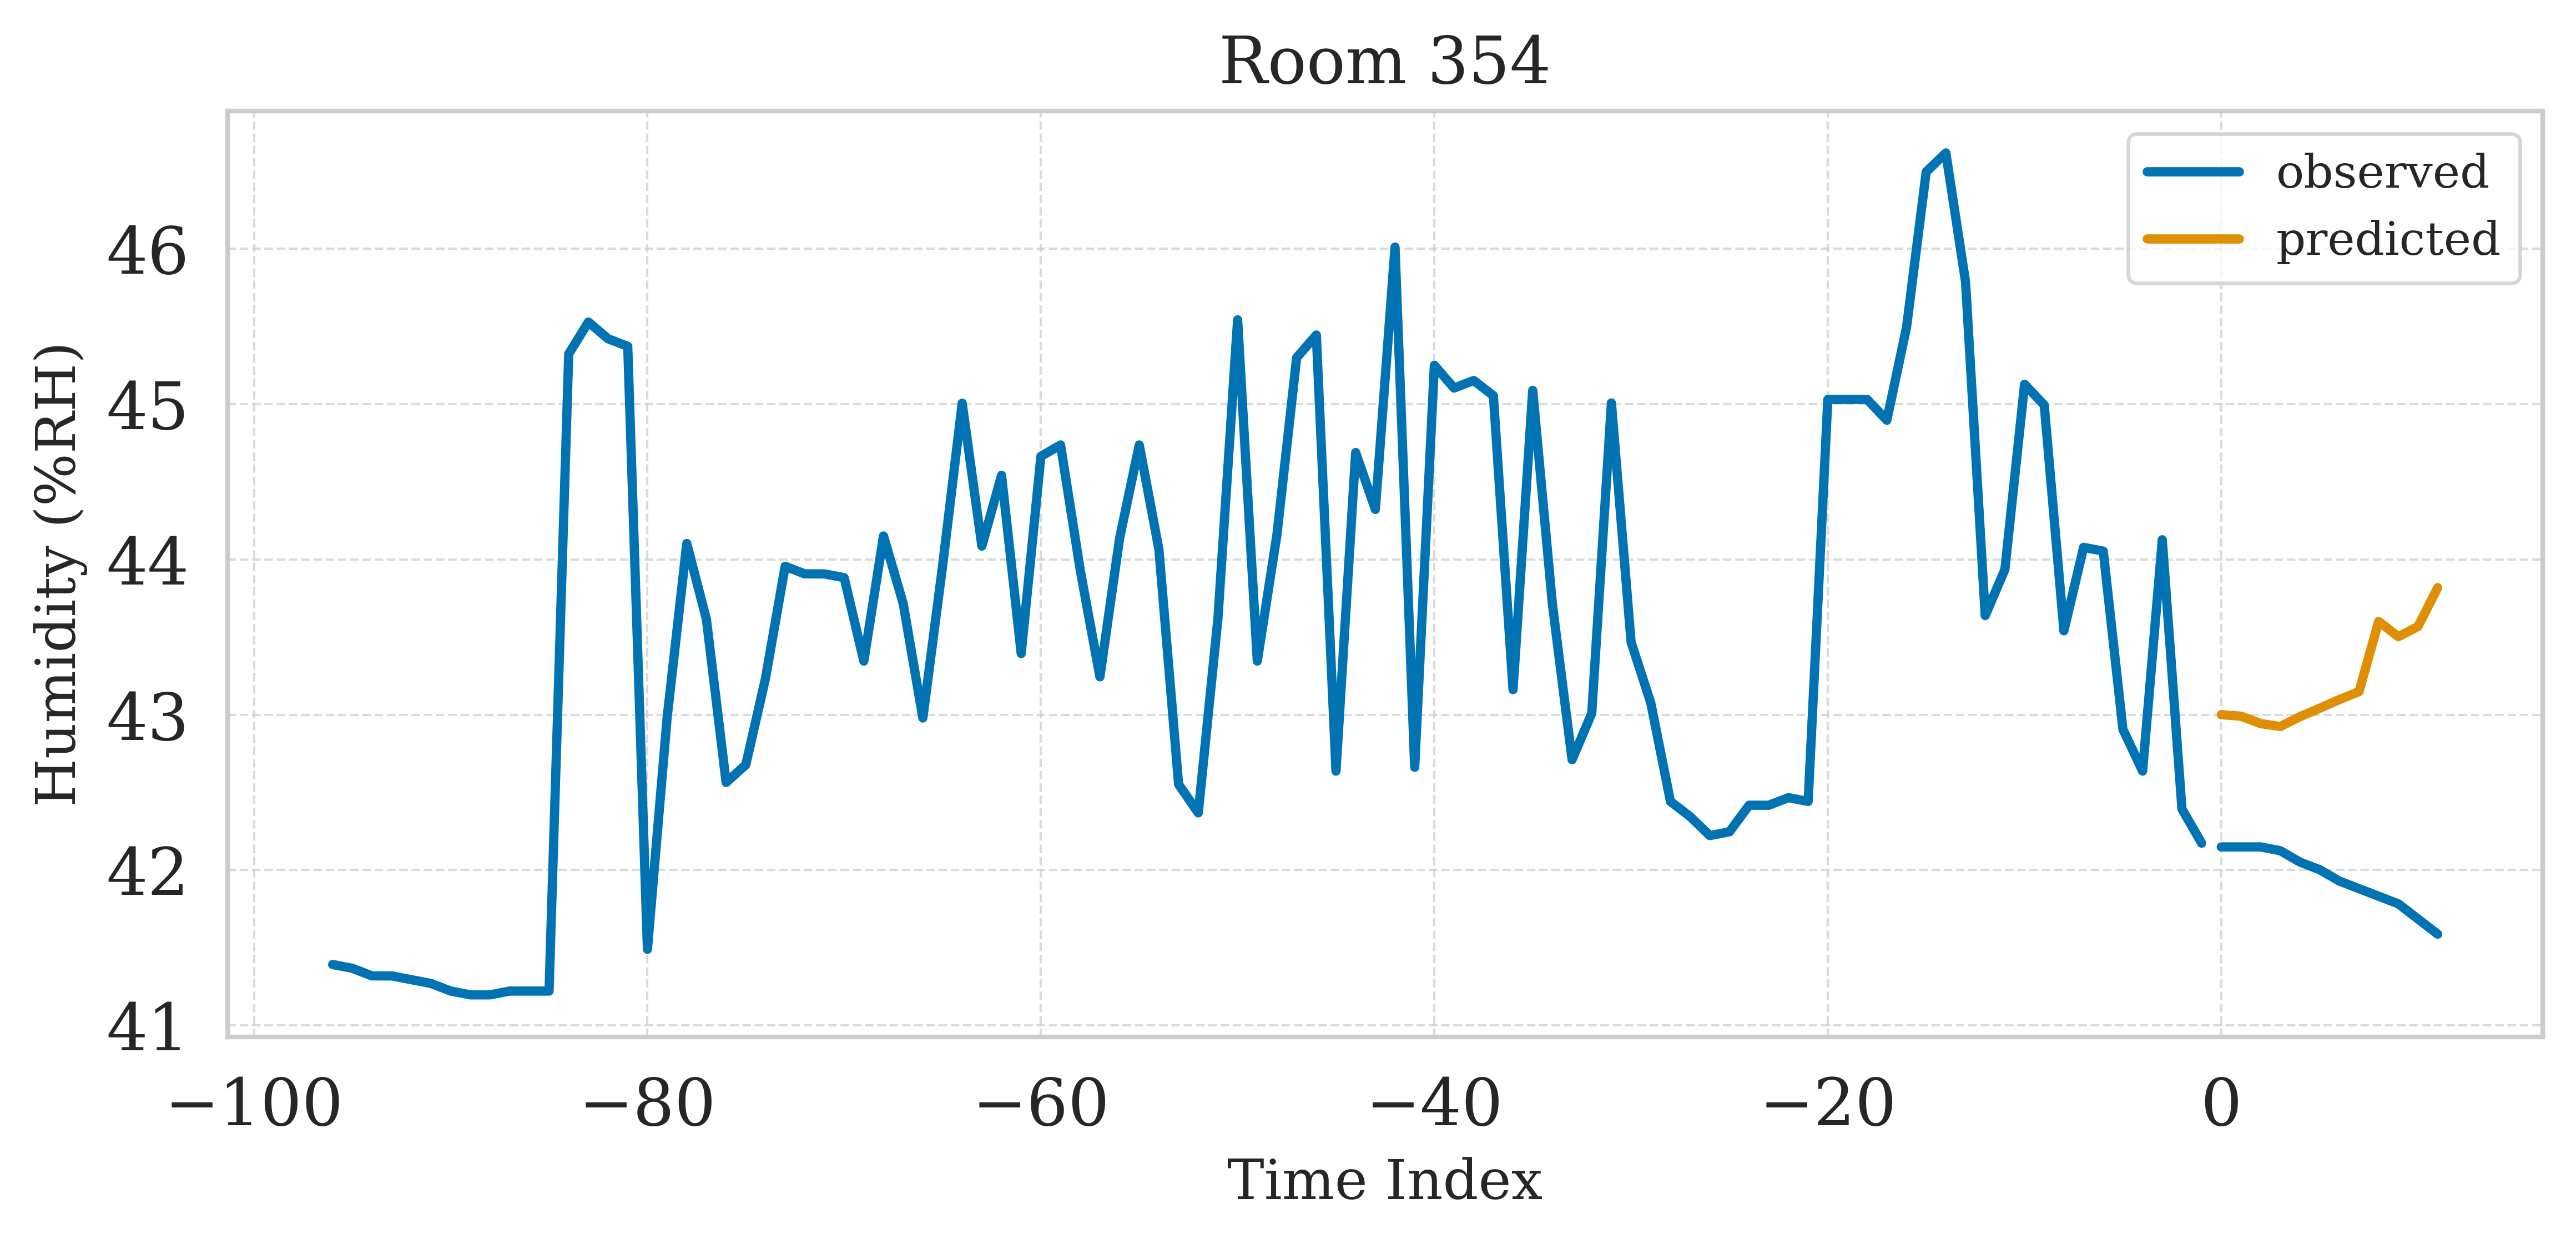 Room 354
Humidity (%RH)
46
45
44
43
42
41
−100
−80
−60
−40
−20
0
Time Index
observed
predicted